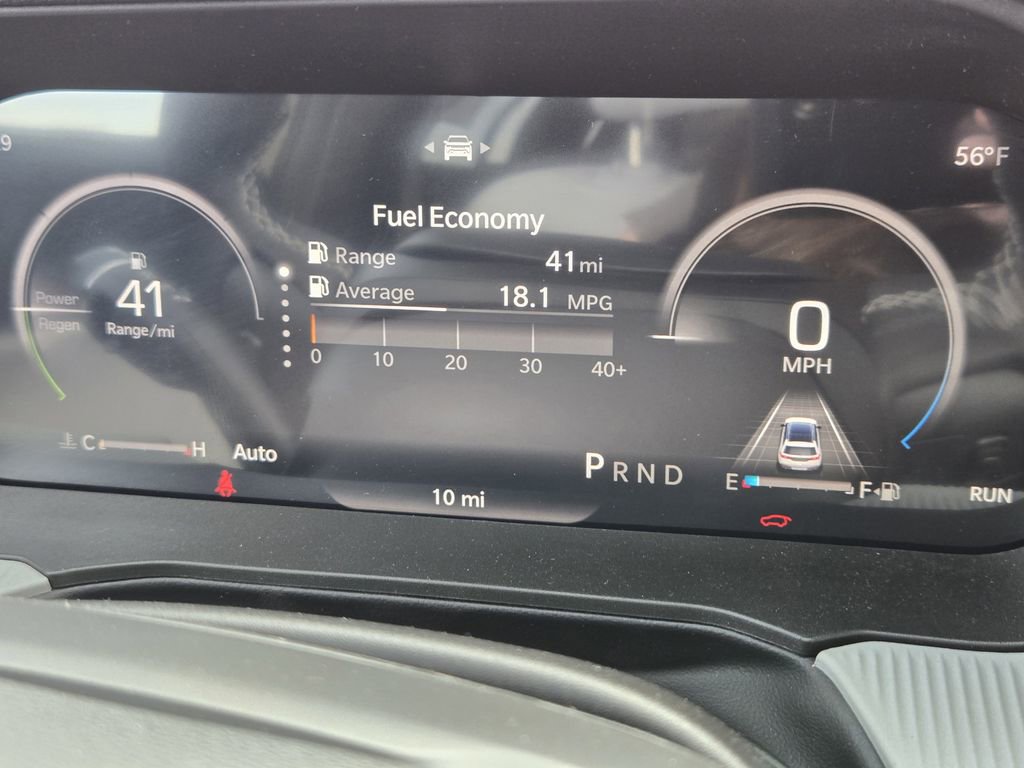 9
56°F
Fuel Economy
Range 41 mi
Average 18.1 MPG
0 10 20 30 40+
Power
Regen
41
Range/mi
0
MPH
C H Auto
P R N D
E F
10 mi
RUN